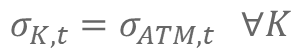 σ_{K,t} = σ_{ATM,t} ∀K